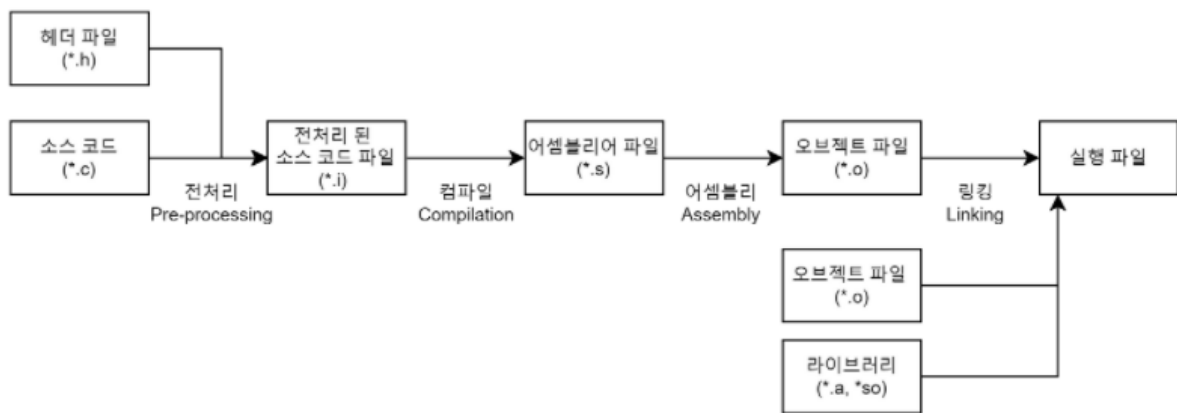 헤더 파일
(*.h)
소스 코드
(*.c)
전처리
Pre-processing
전처리 된
소스 코드 파일
(*.i)
컴파일
Compilation
어셈블리어 파일
(*.s)
어셈블리
Assembly
오브젝트 파일
(*.o)
링킹
Linking
실행 파일
오브젝트 파일
(*.o)
라이브러리
(*.a, *so)